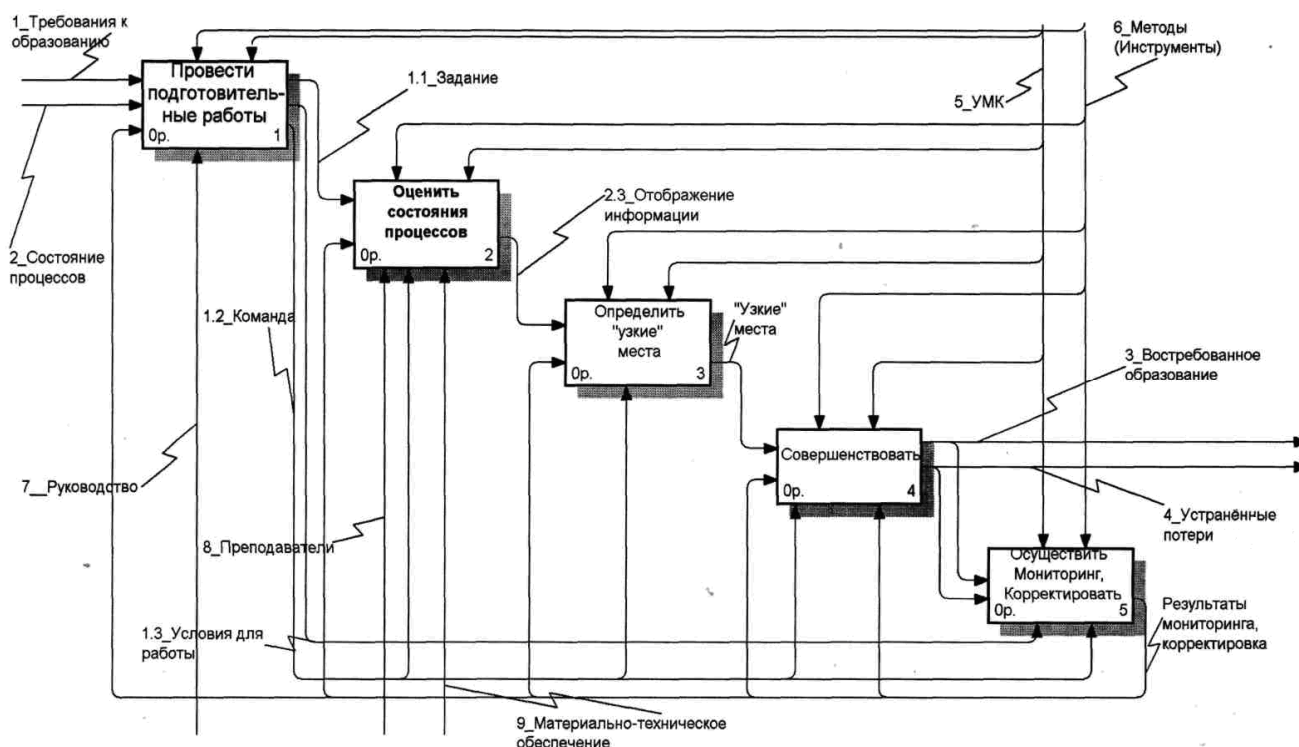 1_Требования к
образованию
6_Методы
(Инструменты)
Провести
подготовитель-
ные работы
0р. 1
1.1_Задание
5_УМК
Оценить
состояния
процессов
0р. 2
2.3_Отображение
информации
2_Состояние
процессов
1.2_Команда
Определить
"узкие"
места
0р. 3
"Узкие"
места
3_Востребованное
образование
Совершенствовать
0р. 4
7__Руководство
8_Преподаватели
4_Устранённые
потери
Осуществить
Мониторинг,
Корректировать
0р. 5
1.3_Условия для
работы
Результаты
мониторинга,
корректировка
9_Материально-техническое
обеспечение